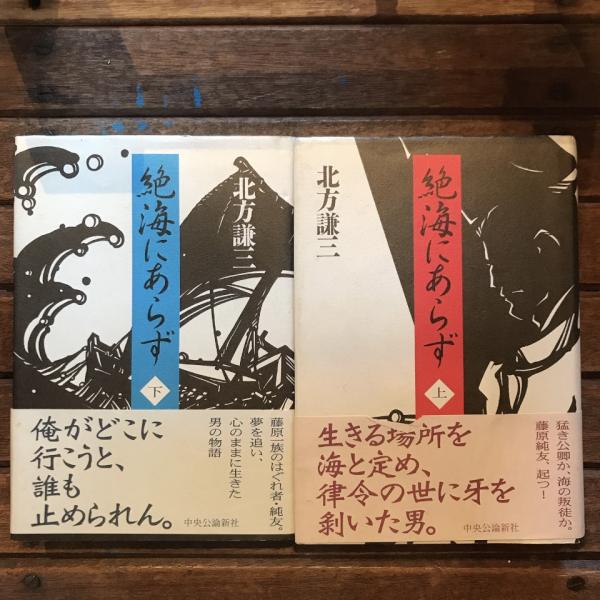 北方謙三
絶海にあらず
下
俺がどこに
行こうと、
誰も
止められん。
藤原一族のはぐれ者・純友。
夢を追い、
心のままに生きた
男の物語
中央公論新社
北方謙三
絶海にあらず
上
生きる場所を
海と定め、
律令の世に牙を
剝いた男。
猛き公卿か、海の叛徒か。
藤原純友、起つ!
中央公論新社